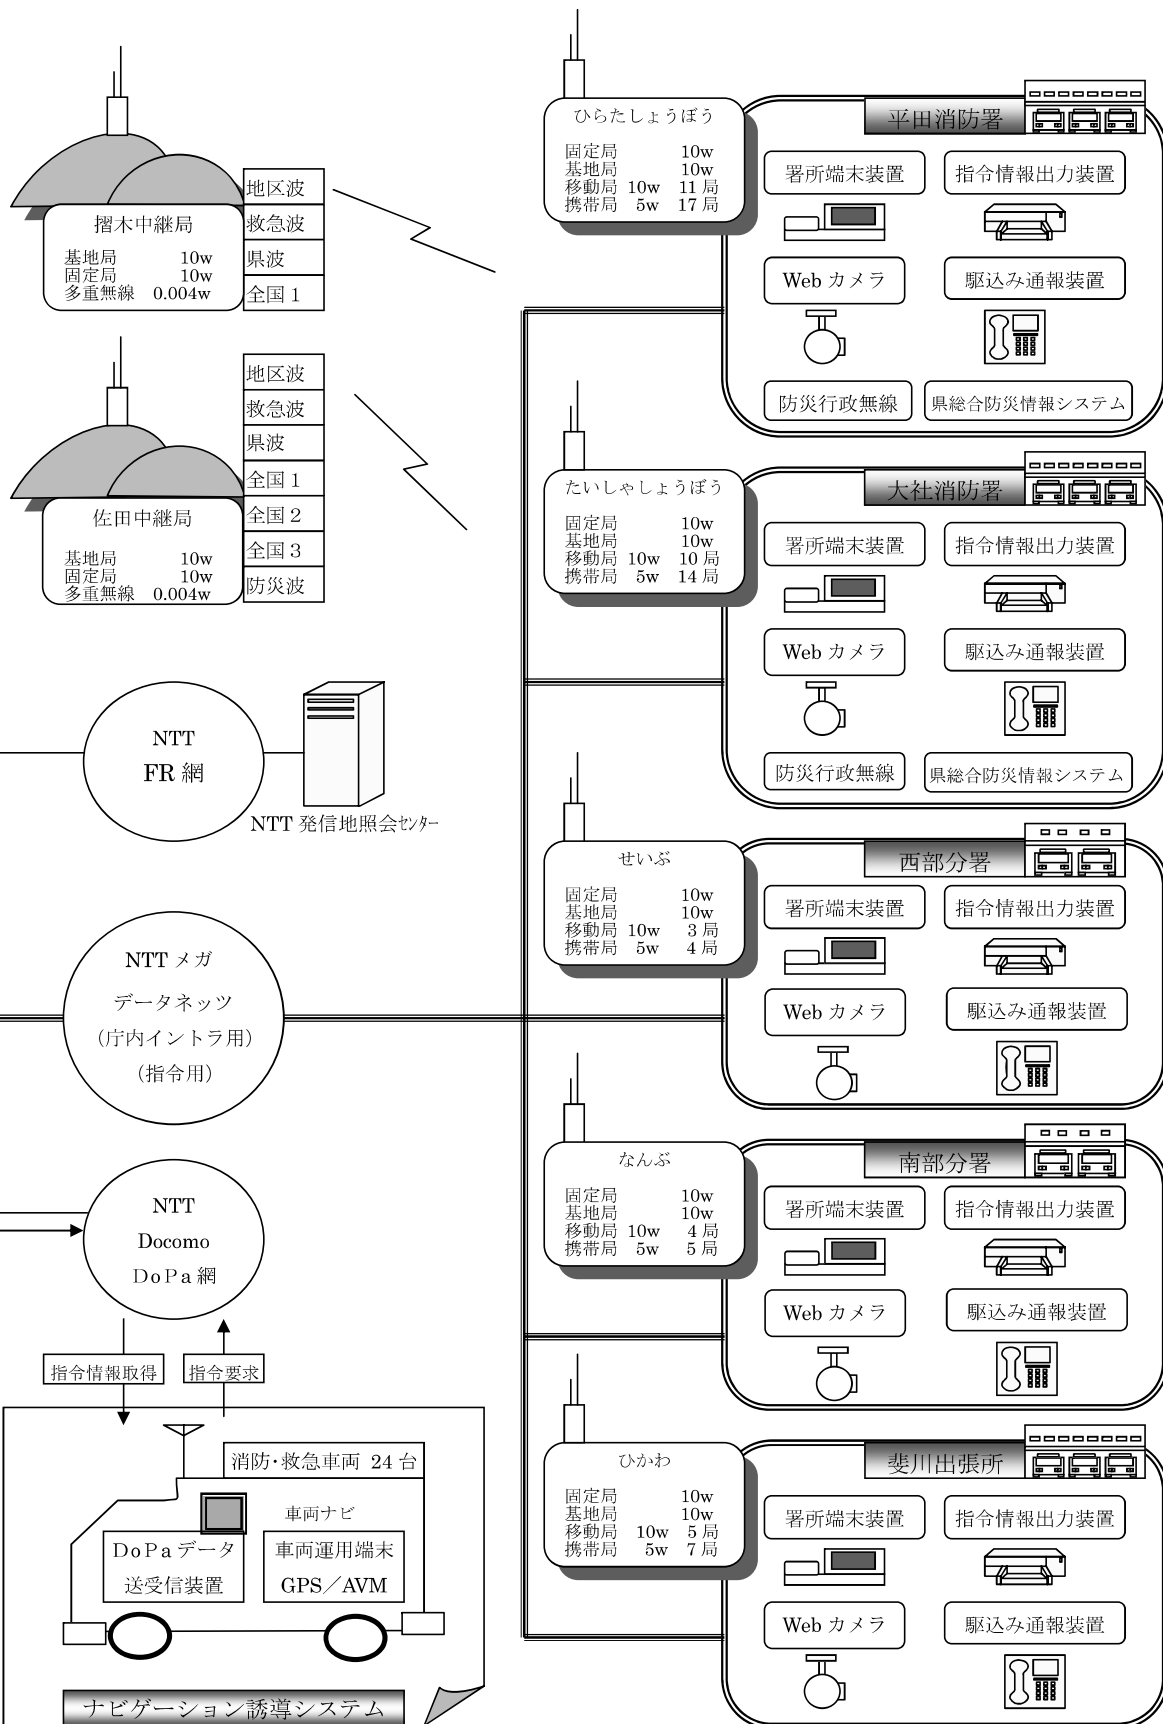 摺木中継局
基地局 10w
固定局 10w
多重無線 0.004w
地区波
救急波
県波
全国1
佐田中継局
基地局 10w
固定局 10w
多重無線 0.004w
地区波
救急波
県波
全国1
全国2
全国3
防災波
NTT
FR 網
NTT 発信地照会センター
NTT メガ
データネッツ
(庁内イントラ用)
(指令用)
NTT
Docomo
DoPa網
指令情報取得
指令要求
消防・救急車両 24 台
車両ナビ
DoPaデータ
送受信装置
車両運用端末
GPS/AVM
ナビゲーション誘導システム
ひらたしょうぼう
固定局 10w
基地局 10w
移動局 10w 11 局
携帯局 5w 17 局
平田消防署
署所端末装置
指令情報出力装置
Web カメラ
駆込み通報装置
防災行政無線
県総合防災情報システム
たいしゃしょうぼう
固定局 10w
基地局 10w
移動局 10w 10 局
携帯局 5w 14 局
大社消防署
署所端末装置
指令情報出力装置
Web カメラ
駆込み通報装置
防災行政無線
県総合防災情報システム
せいぶ
固定局 10w
基地局 10w
移動局 10w 3 局
携帯局 5w 4 局
西部分署
署所端末装置
指令情報出力装置
Web カメラ
駆込み通報装置
なんぶ
固定局 10w
基地局 10w
移動局 10w 4 局
携帯局 5w 5 局
南部分署
署所端末装置
指令情報出力装置
Web カメラ
駆込み通報装置
ひかわ
固定局 10w
基地局 10w
移動局 10w 5 局
携帯局 5w 7 局
斐川出張所
署所端末装置
指令情報出力装置
Web カメラ
駆込み通報装置